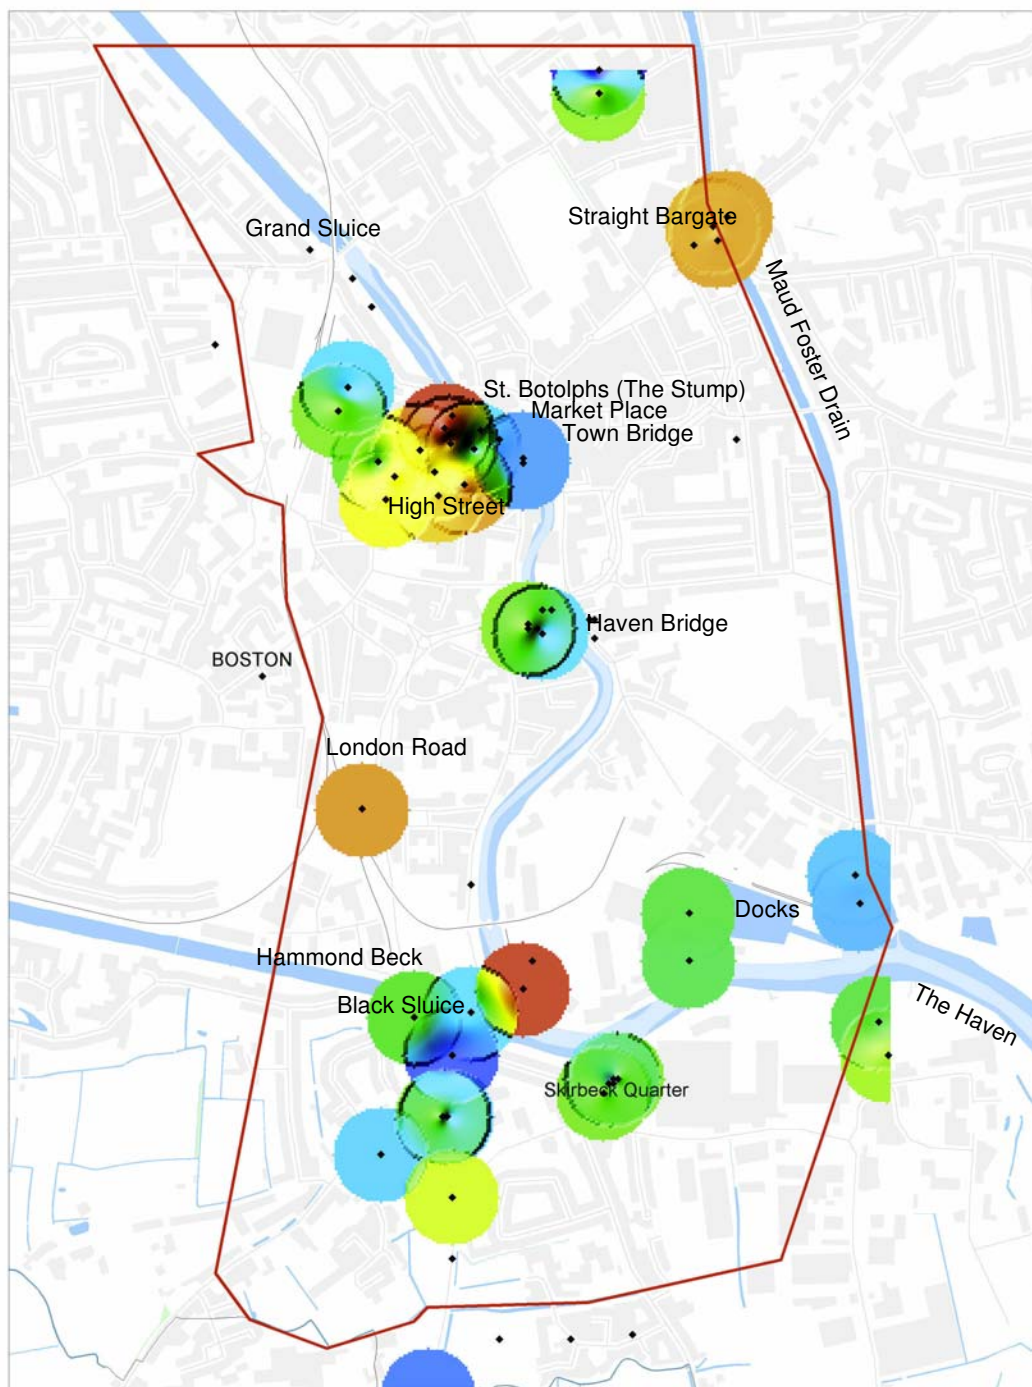 Straight Bargate
Grand Sluice
Maud Foster Drain
St. Botolphs (The Stump)
Market Place
Town Bridge
High Street
Haven Bridge
BOSTON
London Road
Docks
Hammond Beck
Black Sluice
The Haven
Skirbeck Quarter